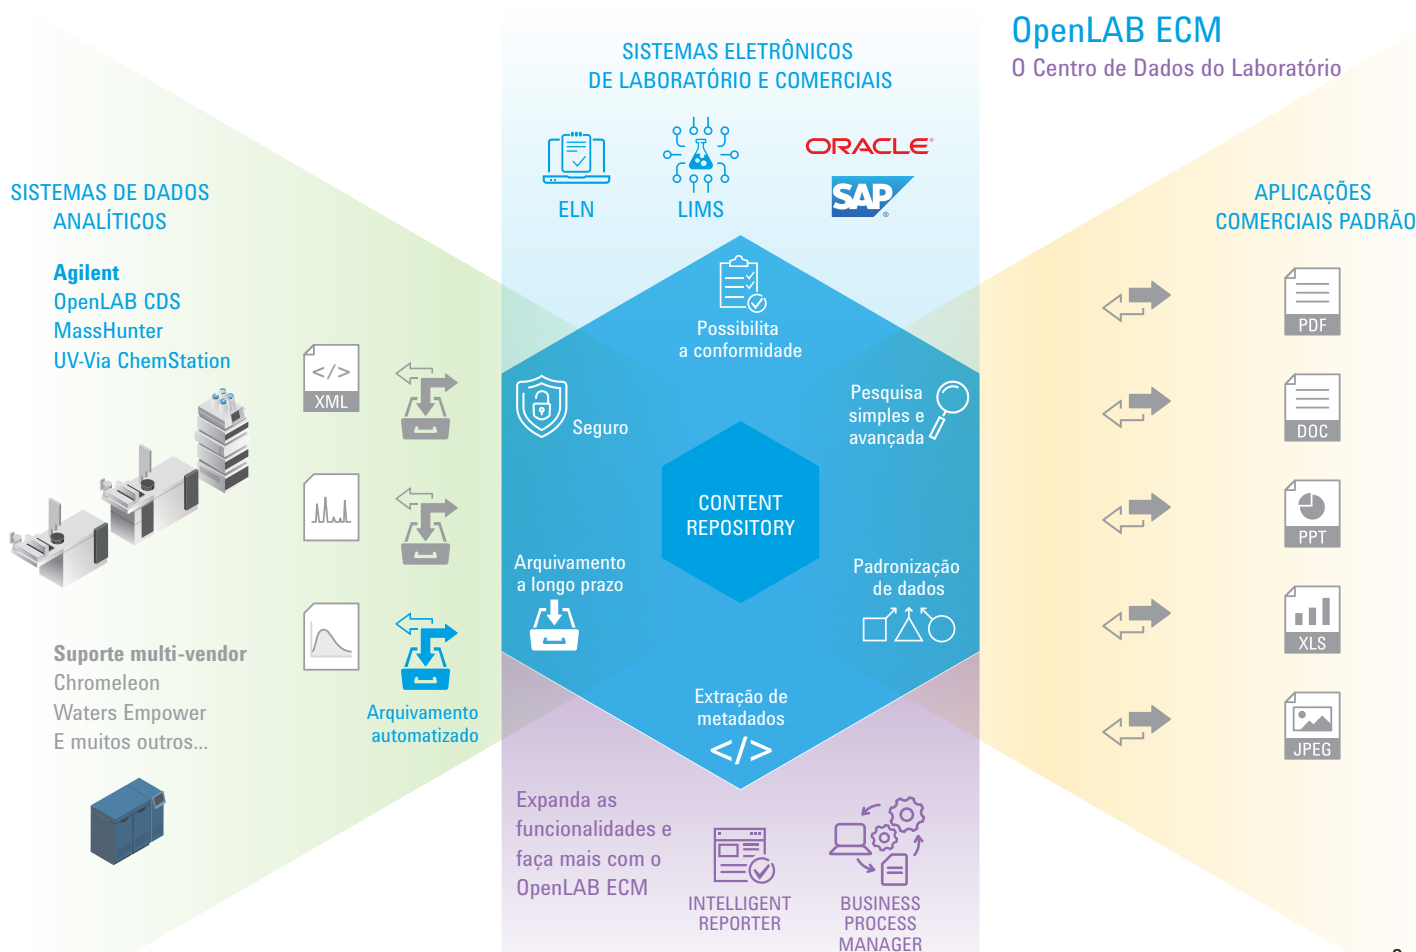 OpenLAB ECM
O Centro de Dados do Laboratório
SISTEMAS ELETRÔNICOS
DE LABORATÓRIO E COMERCIAIS
ELN
LIMS
ORACLE
SAP
SISTEMAS DE DADOS
ANALÍTICOS
Agilent
OpenLAB CDS
MassHunter
UV-Via ChemStation
</>
XML
Arquivamento
automatizado
Suporte multi-vendor
Chromeleon
Waters Empower
E muitos outros...
Possibilita
a conformidade
Seguro
Pesquisa
simples e
avançada
CONTENT
REPOSITORY
Arquivamento
a longo prazo
Padronização
de dados
Extração de
metadados
</>
APLICAÇÕES
COMERCIAIS PADRÃO
PDF
DOC
PPT
XLS
JPEG
Expanda as
funcionalidades e
faça mais com o
OpenLAB ECM
INTELLIGENT
REPORTER
BUSINESS
PROCESS
MANAGER